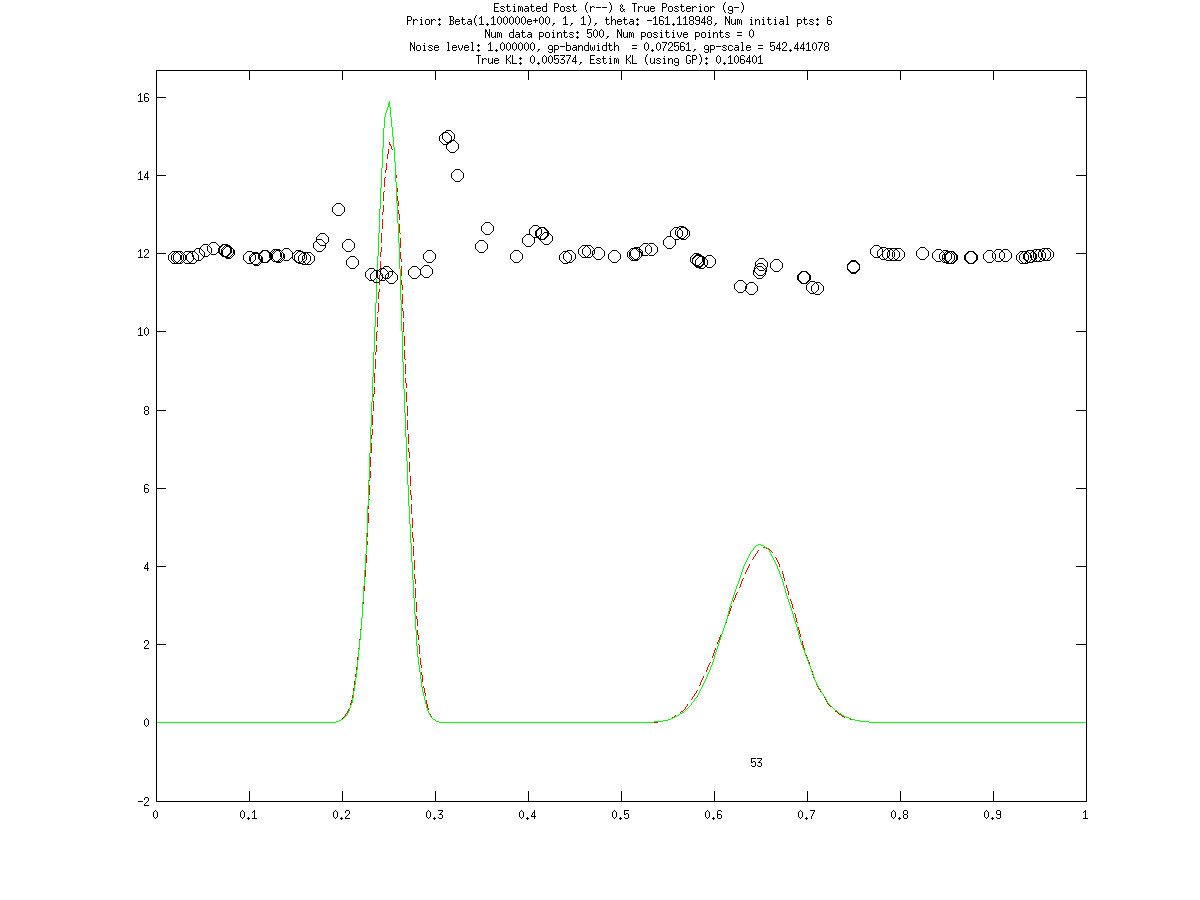 Estimated Post (r--) & True Posterior (g-)
Prior: Beta(1.100000e+00, 1, 1), theta: -161.118948, Num initial pts: 6
Num data points: 500, Num positive points = 0
Noise level: 1.000000, gp-bandwidth  = 0.072561, gp-scale = 542.441078
True KL: 0.005374, Estim KL (using GP): 0.106401
16
14
12
10
8
6
4
2
0
53
-2
0 0.1 0.2 0.3 0.4 0.5 0.6 0.7 0.8 0.9 1